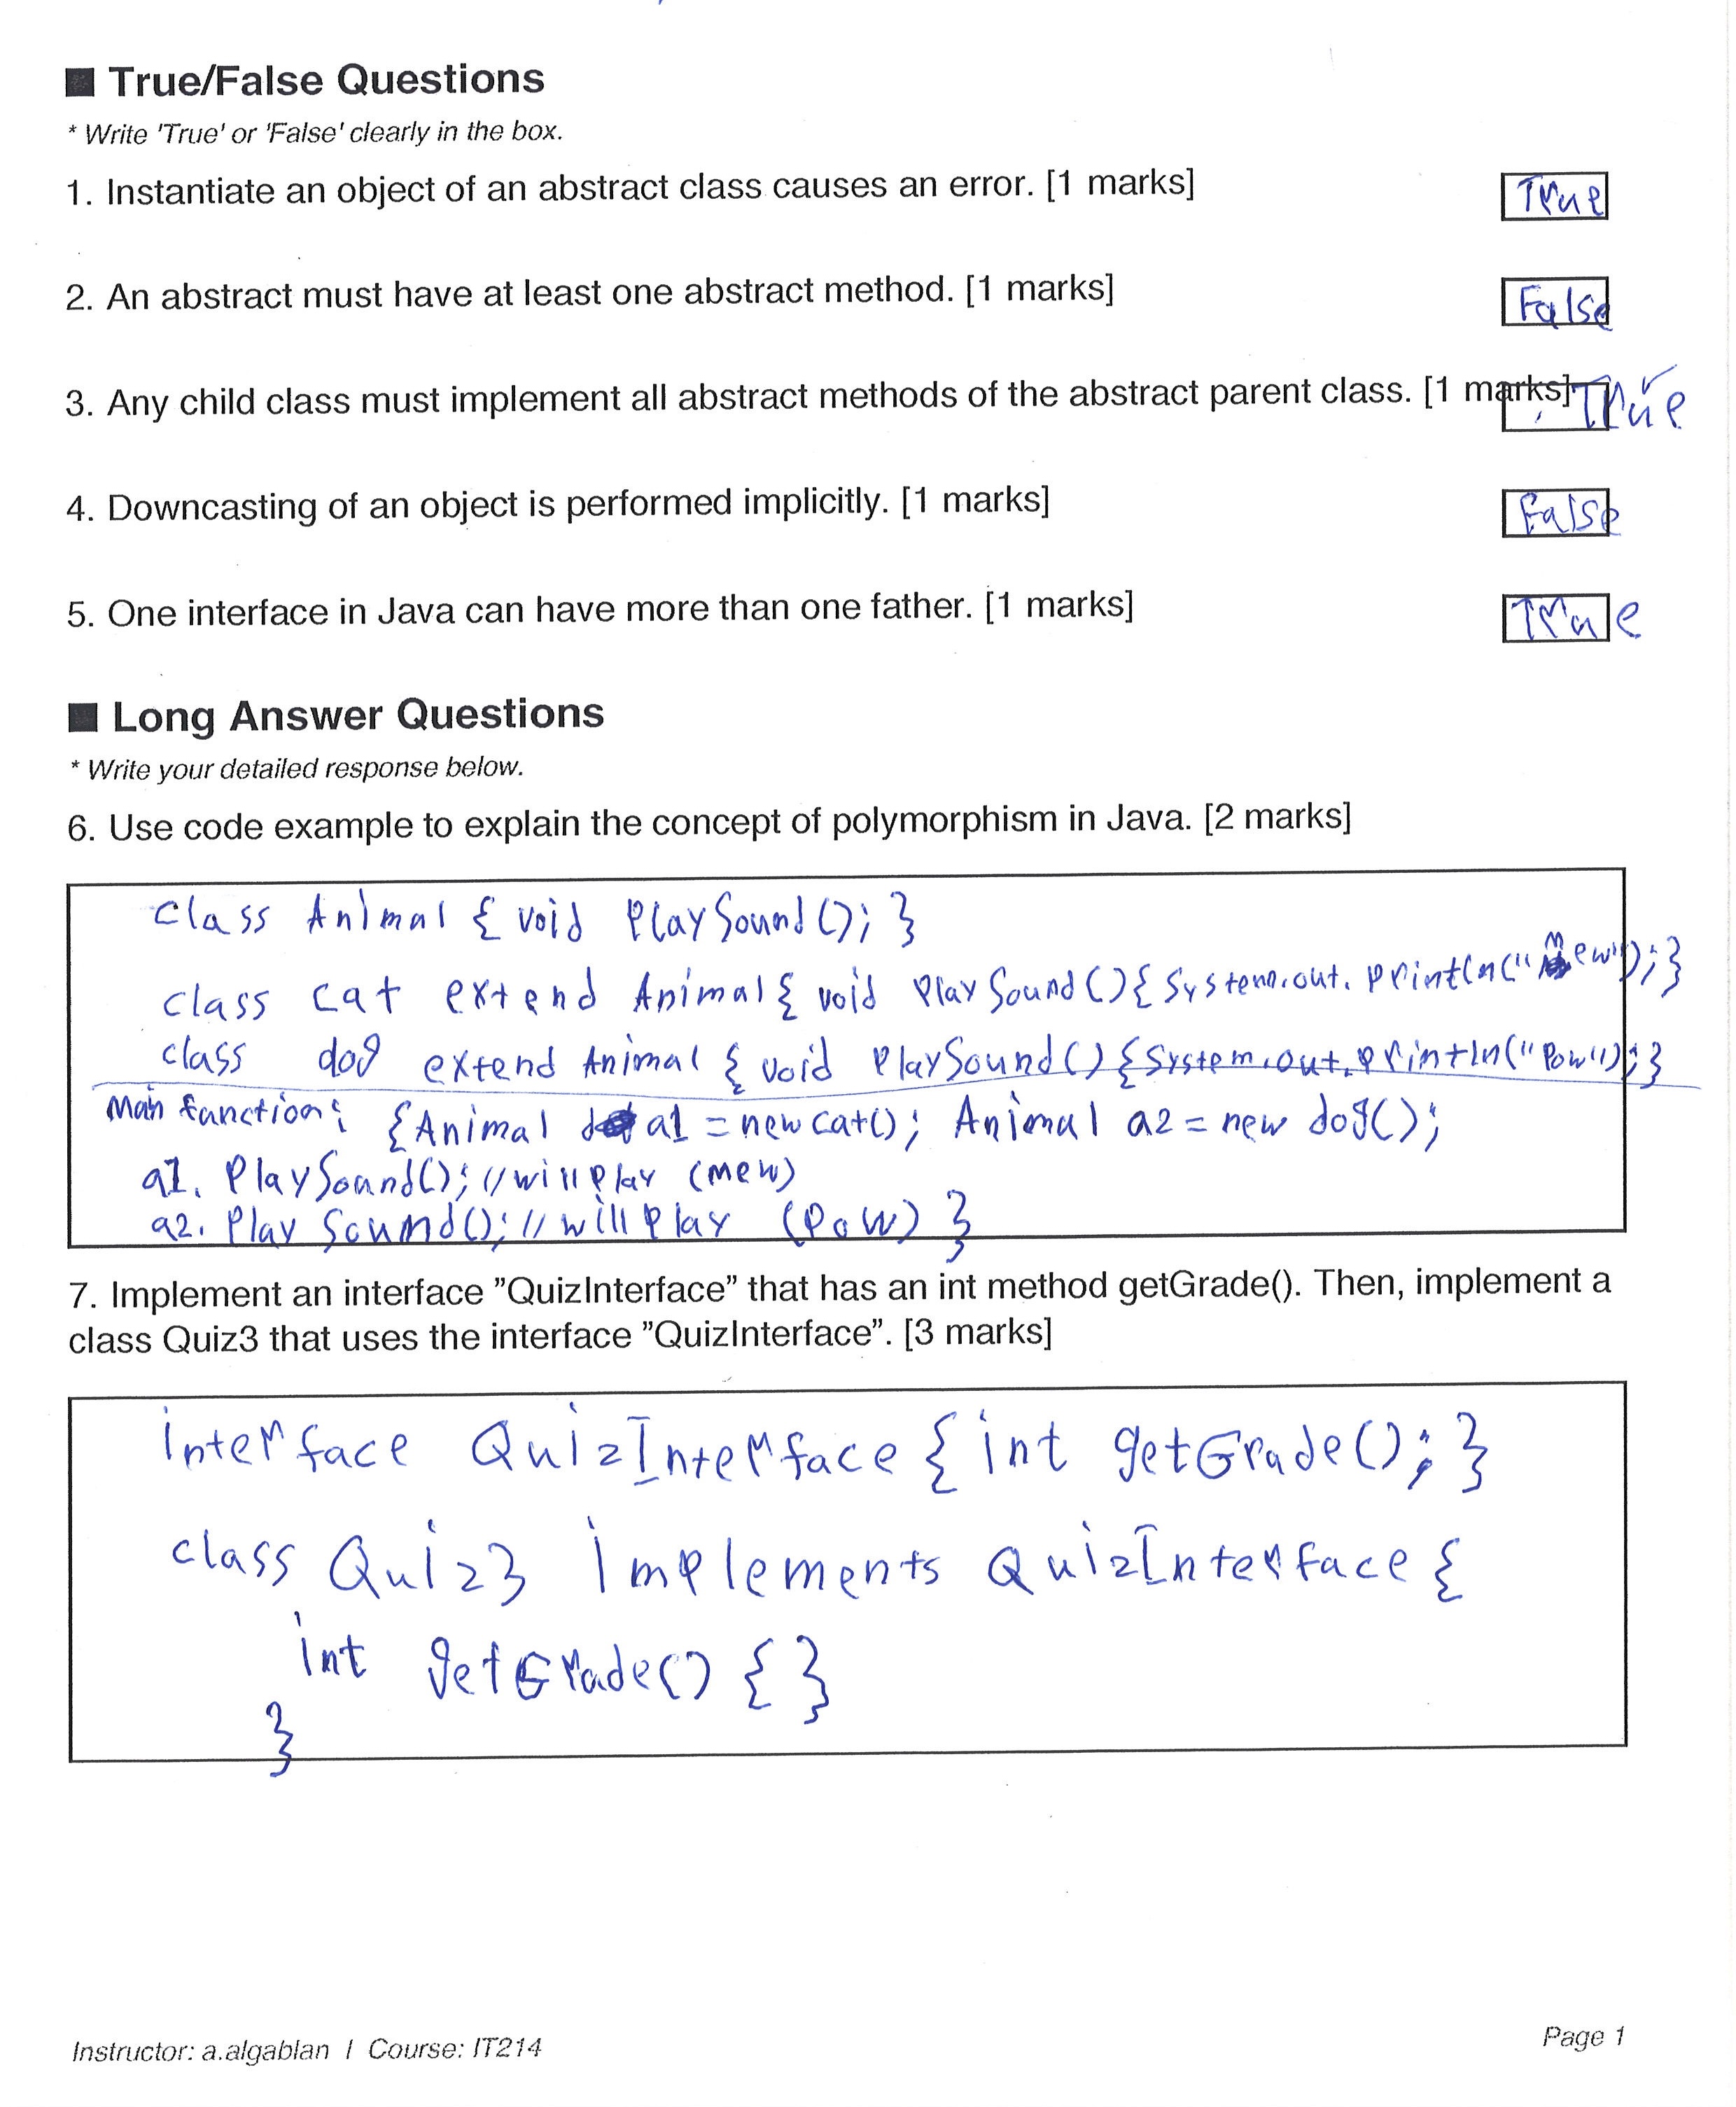 ■ True/False Questions
* Write 'True' or 'False' clearly in the box.
1. Instantiate an object of an abstract class causes an error. [1 marks] True
2. An abstract must have at least one abstract method. [1 marks] False
3. Any child class must implement all abstract methods of the abstract parent class. [1 marks] True
4. Downcasting of an object is performed implicitly. [1 marks] False
5. One interface in Java can have more than one father. [1 marks] True
■ Long Answer Questions
* Write your detailed response below.
6. Use code example to explain the concept of polymorphism in Java. [2 marks]
class Animal { void PlaySound(); }
class cat extend Animal { void PlaySound() { System.out.println("Mew"); }
class dog extend Animal { void PlaySound() { System.out.println("Pow"); }
Main function: { Animal a1 = new cat(); Animal a2 = new dog();
a1. PlaySound(); // will Play (mew)
a2. Play Sound(); // will Play (Pow) }
7. Implement an interface ”QuizInterface” that has an int method getGrade(). Then, implement a
class Quiz3 that uses the interface ”QuizInterface”. [3 marks]
interface QuizInterface { int getGrade(); }
class Quiz3 implements QuizInterface {
int getGrade() { }
}
Instructor: a.algablan / Course: IT214
Page 1